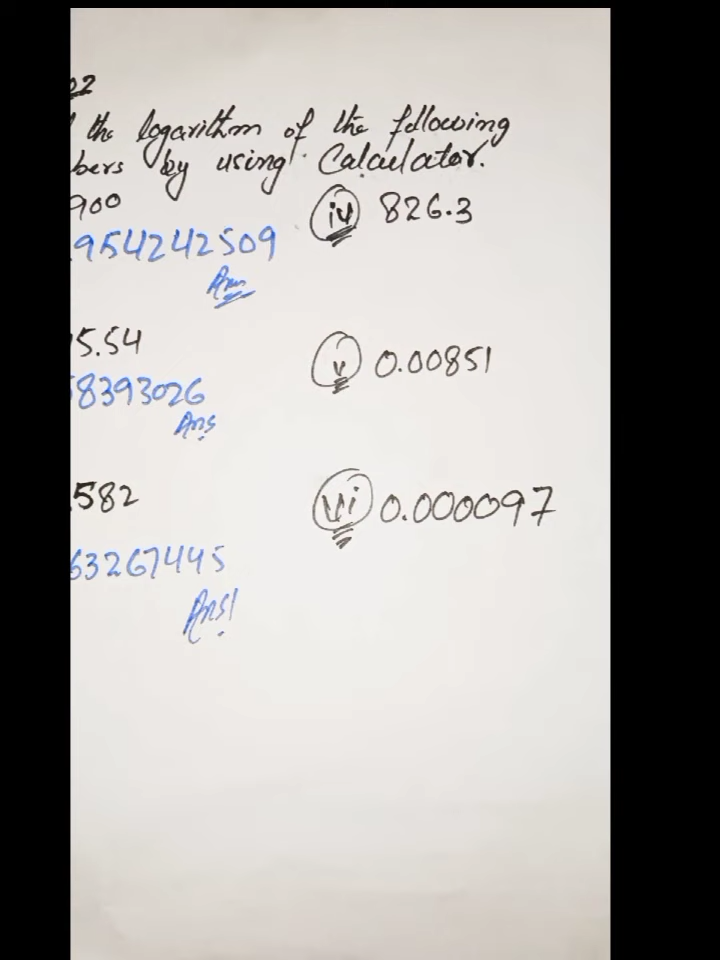 02
the logarithm of the following
bers by using Calculator.
900
.954242509
Ans
5.54
8393026
Ans
.582
63267445
Ans
iv 826.3
v 0.00851
vi 0.000097